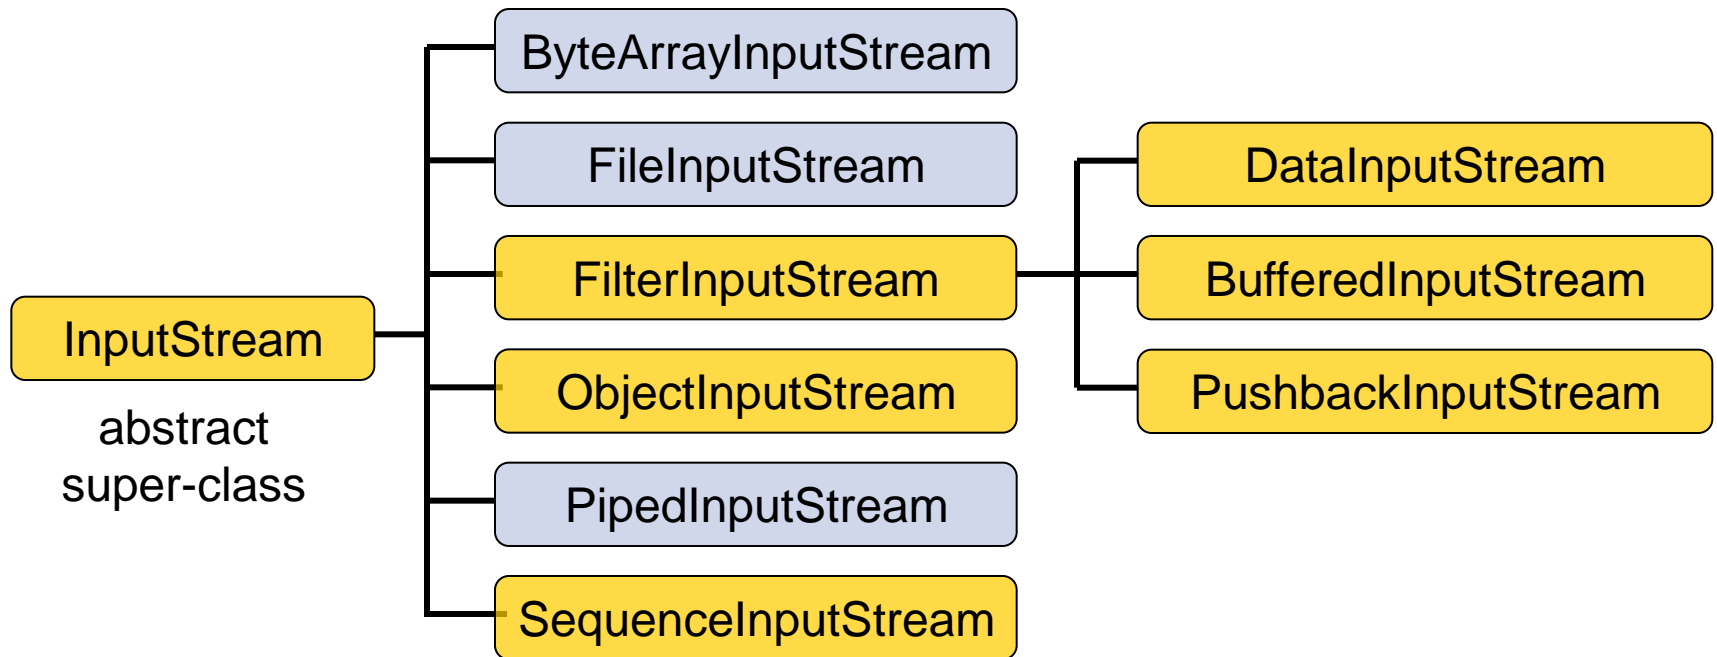 ByteArrayInputStream
FileInputStream
DataInputStream
FilterInputStream
BufferedInputStream
InputStream
abstract
super-class
ObjectInputStream
PushbackInputStream
PipedInputStream
SequenceInputStream